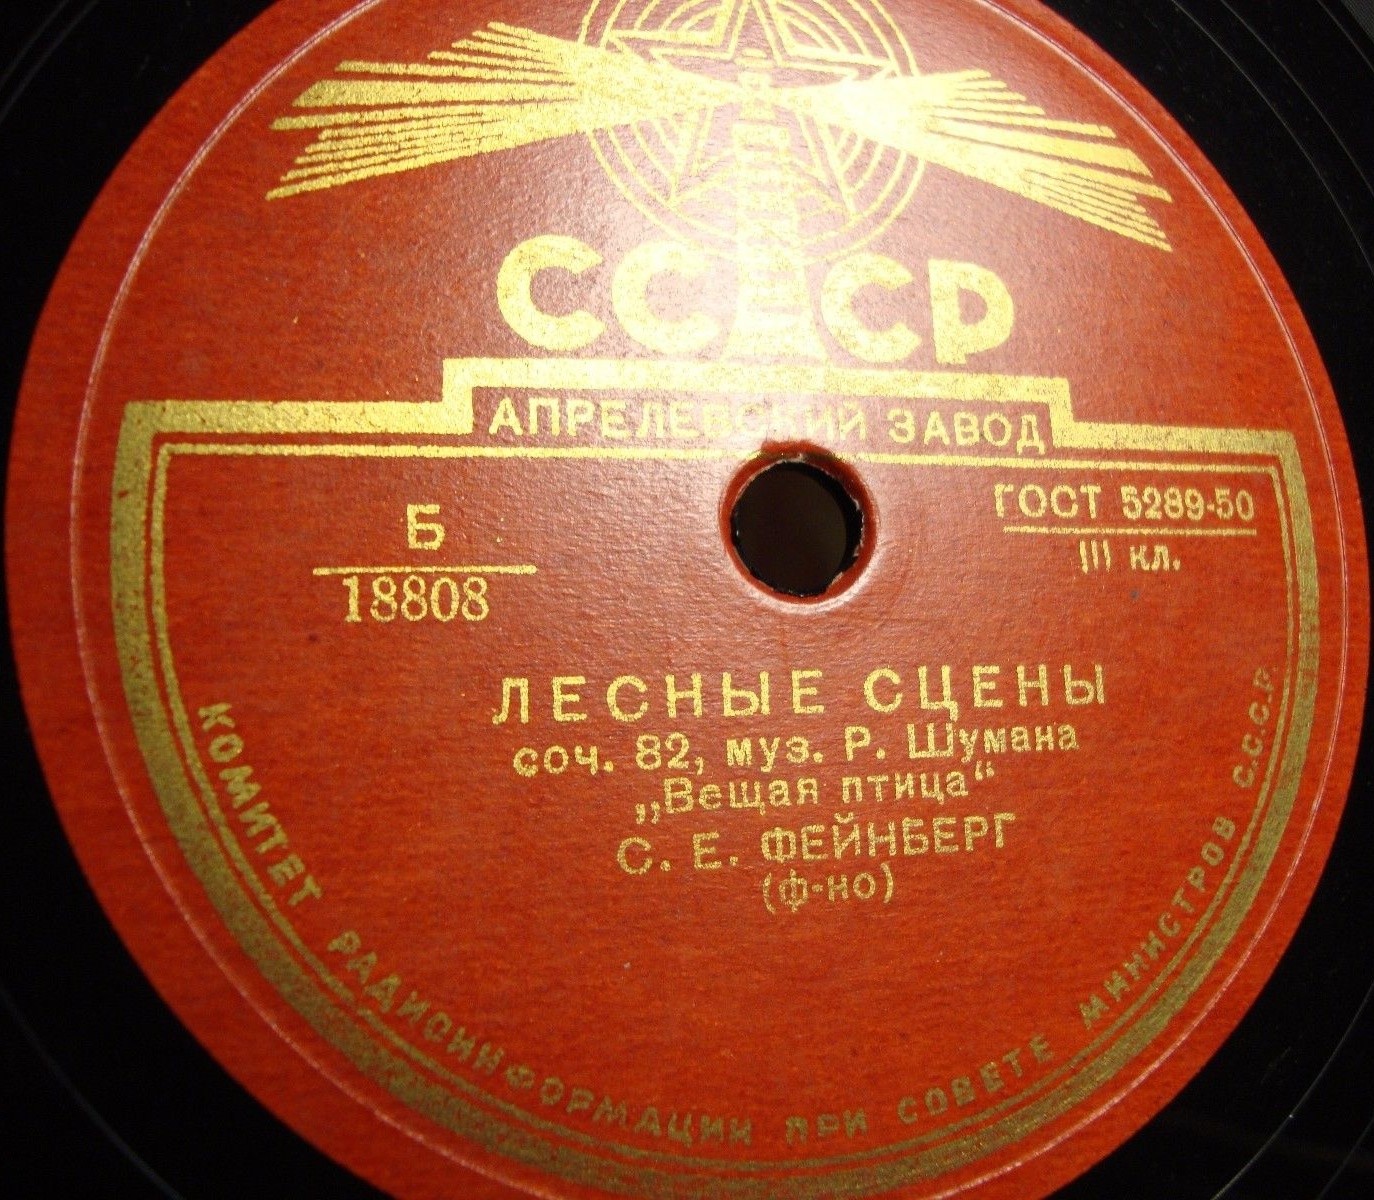 СССР
АПРЕЛЕВСКИЙ ЗАВОД
ГОСТ 5289-50
III кл.
Б
18808
ЛЕСНЫЕ СЦЕНЫ
соч. 82, муз. Р. Шумана
„Вещая птица“
С. Е. ФЕЙНБЕРГ
(ф-но)
КОМИТЕТ РАДИОИНФОРМАЦИИ ПРИ СОВЕТЕ МИНИСТРОВ С.С.С.Р.